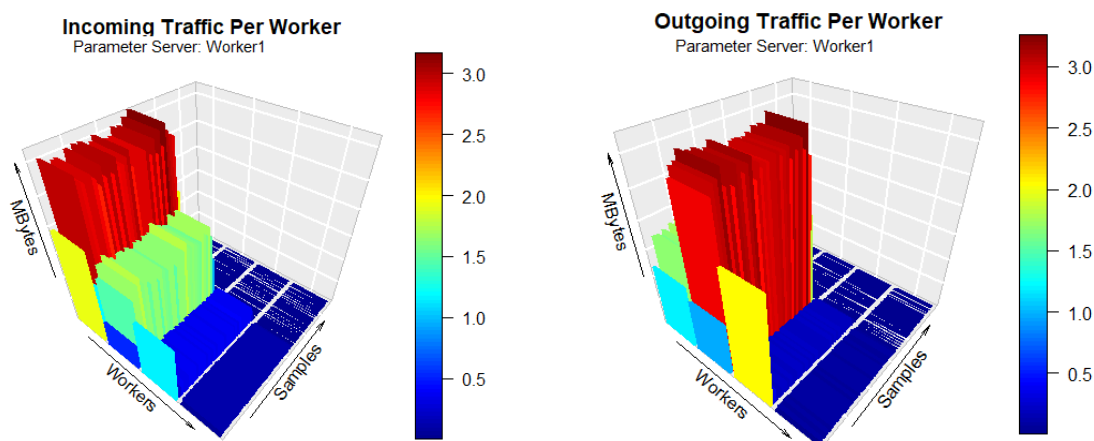 Incoming Traffic Per Worker
Parameter Server: Worker1
MBytes
Workers
Samples
3.0
2.5
2.0
1.5
1.0
0.5
Outgoing Traffic Per Worker
Parameter Server: Worker1
MBytes
Workers
Samples
3.0
2.5
2.0
1.5
1.0
0.5